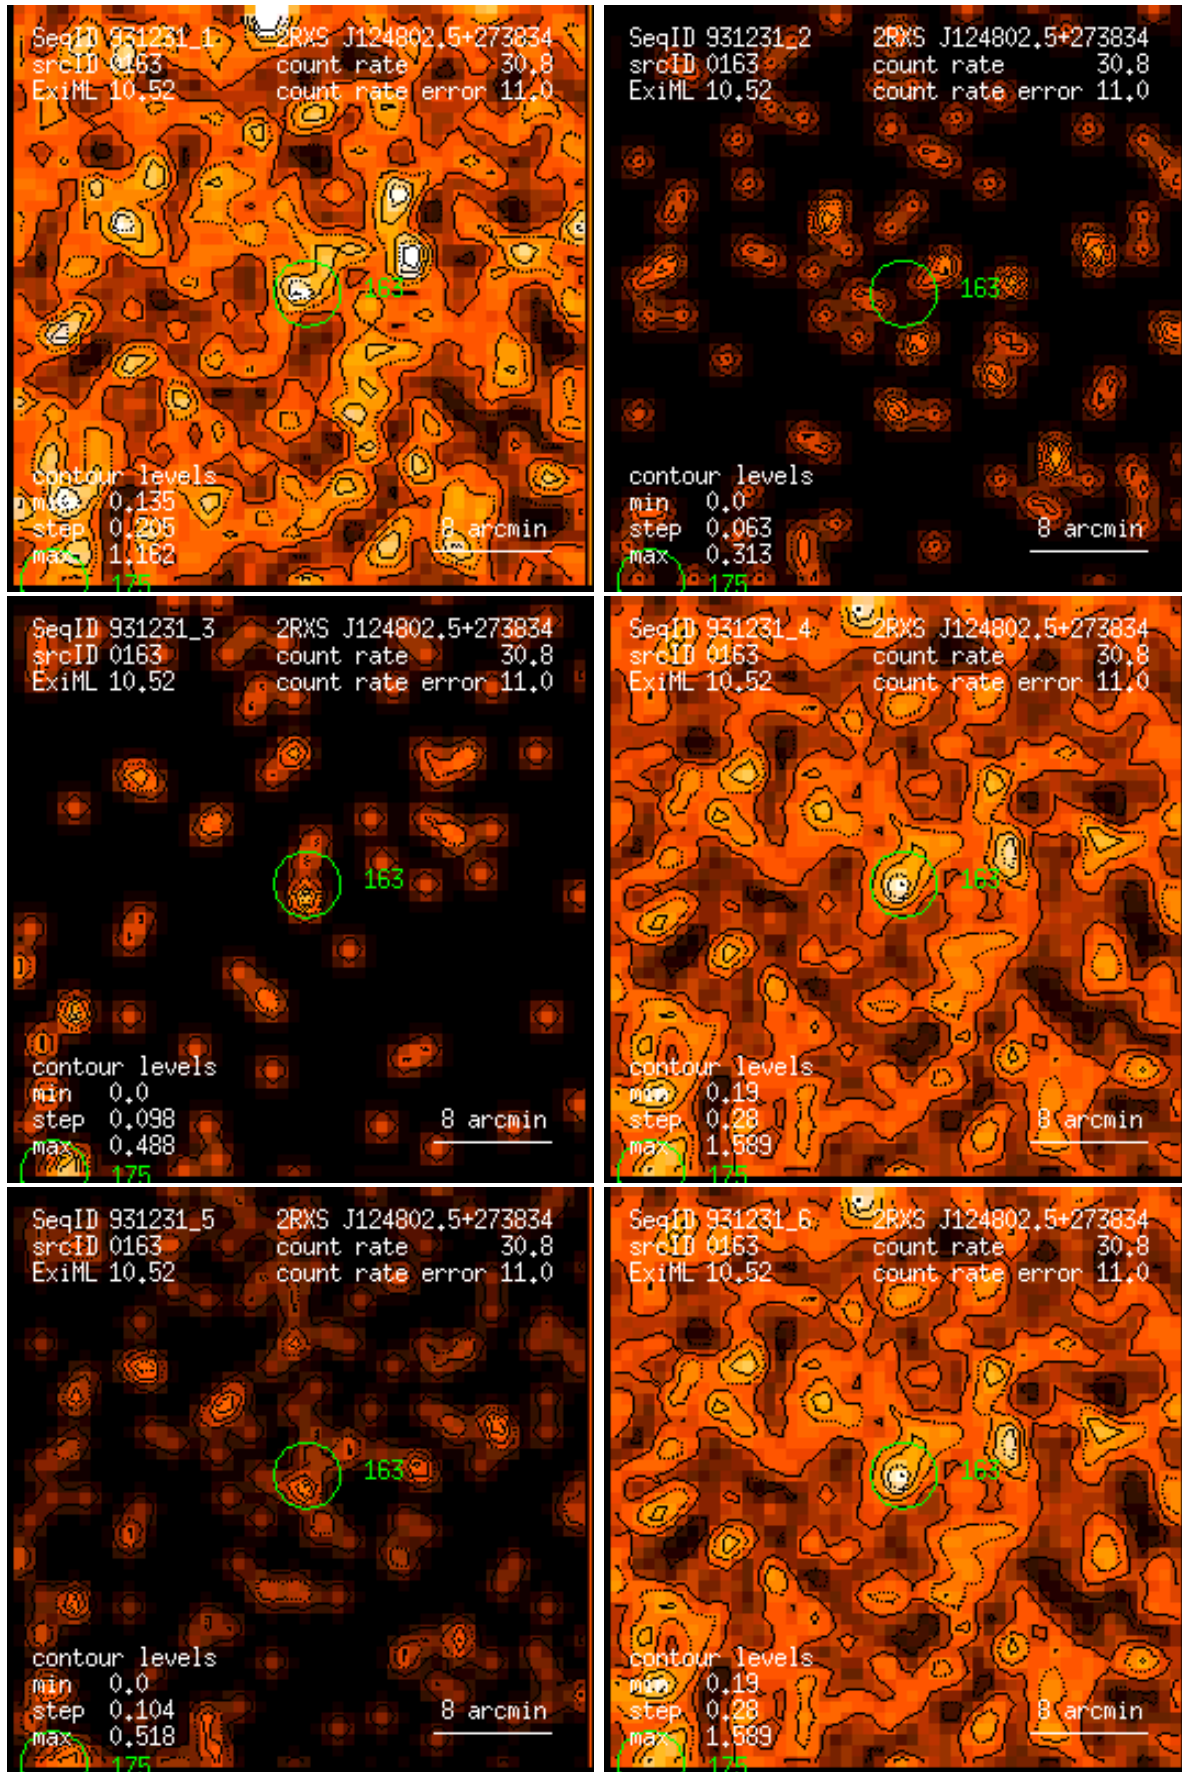 SeqID 931231_1 2RXS J124802.5+273834
srcID 0163 count rate 30.8
ExiML 10.52 count rate error 11.0
163
contour levels
min 0.135
step 0.205
max 1.162
8 arcmin
175
SeqID 931231_2 2RXS J124802.5+273834
srcID 0163 count rate 30.8
ExiML 10.52 count rate error 11.0
163
contour levels
min 0.0
step 0.063
max 0.313
8 arcmin
175
SeqID 931231_3 2RXS J124802.5+273834
srcID 0163 count rate 30.8
ExiML 10.52 count rate error 11.0
163
contour levels
min 0.0
step 0.098
max 0.488
8 arcmin
175
SeqID 931231_4 2RXS J124802.5+273834
srcID 0163 count rate 30.8
ExiML 10.52 count rate error 11.0
163
contour levels
min 0.19
step 0.28
max 1.589
8 arcmin
175
SeqID 931231_5 2RXS J124802.5+273834
srcID 0163 count rate 30.8
ExiML 10.52 count rate error 11.0
163
contour levels
min 0.0
step 0.104
max 0.518
8 arcmin
175
SeqID 931231_6 2RXS J124802.5+273834
srcID 0163 count rate 30.8
ExiML 10.52 count rate error 11.0
163
contour levels
min 0.19
step 0.28
max 1.589
8 arcmin
175